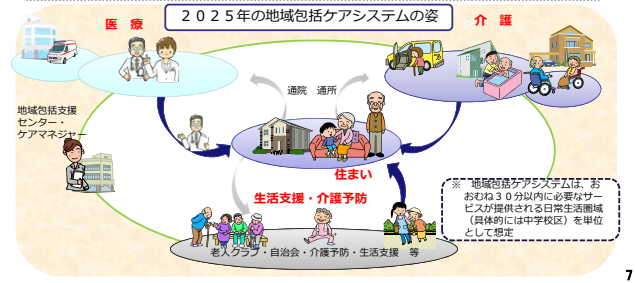 ２０２５年の地域包括ケアシステムの姿
医 療
介 護
通院 通所
地域包括支援
センター・
ケアマネジャー
住まい
生活支援・介護予防
※ 地域包括ケアシステムは、お
おむね３０分以内に必要なサー
ビスが提供される日常生活圏域
（具体的には中学校区）を単位
として想定
老人クラブ・自治会・介護予防・生活支援 等
7